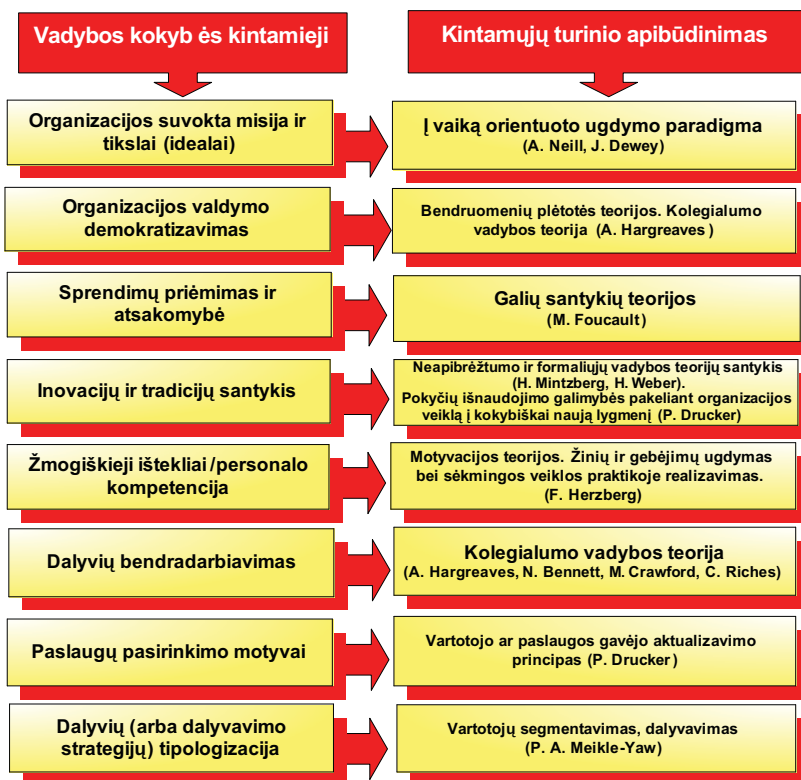 Vadybos kokyb ės kintamieji
Kintamųjų turinio apibūdinimas
Organizacijos suvokta misija ir
tikslai (idealai)
Į vaiką orientuoto ugdymo paradigma
(A. Neill, J. Dewey)
Organizacijos valdymo
demokratizavimas
Bendruomenių plėtotės teorijos. Kolegialumo
vadybos teorija (A. Hargreaves )
Sprendimų priėmimas ir
atsakomybė
Galių santykių teorijos
(M. Foucault)
Inovacijų ir tradicijų santykis
Neapibrėžtumo ir formaliųjų vadybos teorijų santykis
(H. Mintzberg, H. Weber).
Pokyčių išnaudojimo galimybės pakeliant organizacijos
veiklą į kokybiškai naują lygmenį (P. Drucker)
Žmogiškieji ištekliai /personalo
kompetencija
Motyvacijos teorijos. Žinių ir gebėjimų ugdymas
bei sėkmingos veiklos praktikoje realizavimas.
(F. Herzberg)
Dalyvių bendradarbiavimas
Kolegialumo vadybos teorija
(A. Hargreaves, N. Bennett, M. Crawford, C. Riches)
Paslaugų pasirinkimo motyvai
Vartotojo ar paslaugos gavėjo aktualizavimo
principas (P. Drucker)
Dalyvių (arba dalyvavimo
strategijų) tipologizacija
Vartotojų segmentavimas, dalyvavimas
(P. A. Meikle-Yaw)